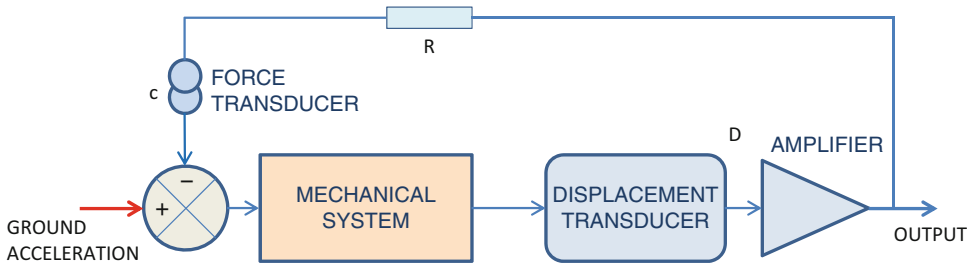 R
c
FORCE
TRANSDUCER
−
+
GROUND
ACCELERATION
MECHANICAL
SYSTEM
DISPLACEMENT
TRANSDUCER
D
AMPLIFIER
OUTPUT